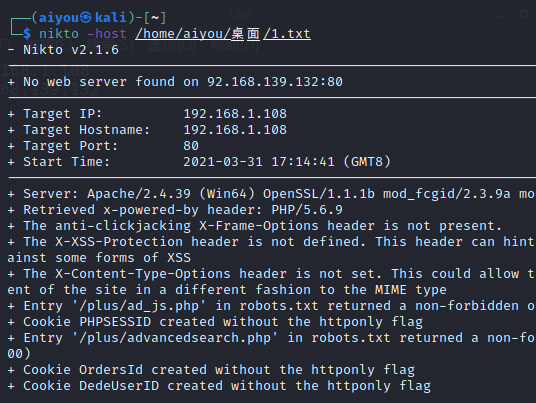 ┌──(aiyou㉿kali)-[~]
└─$ nikto -host /home/aiyou/桌面/1.txt
- Nikto v2.1.6
+ No web server found on 92.168.139.132:80
+ Target IP: 192.168.1.108
+ Target Hostname: 192.168.1.108
+ Target Port: 80
+ Start Time: 2021-03-31 17:14:41 (GMT8)
+ Server: Apache/2.4.39 (Win64) OpenSSL/1.1.1b mod_fcgid/2.3.9a mo
+ Retrieved x-powered-by header: PHP/5.6.9
+ The anti-clickjacking X-Frame-Options header is not present.
+ The X-XSS-Protection header is not defined. This header can hint
ainst some forms of XSS
+ The X-Content-Type-Options header is not set. This could allow t
ent of the site in a different fashion to the MIME type
+ Entry '/plus/ad_js.php' in robots.txt returned a non-forbidden o
+ Cookie PHPSESSID created without the httponly flag
+ Entry '/plus/advancedsearch.php' in robots.txt returned a non-fo
00)
+ Cookie OrdersId created without the httponly flag
+ Cookie DedeUserID created without the httponly flag